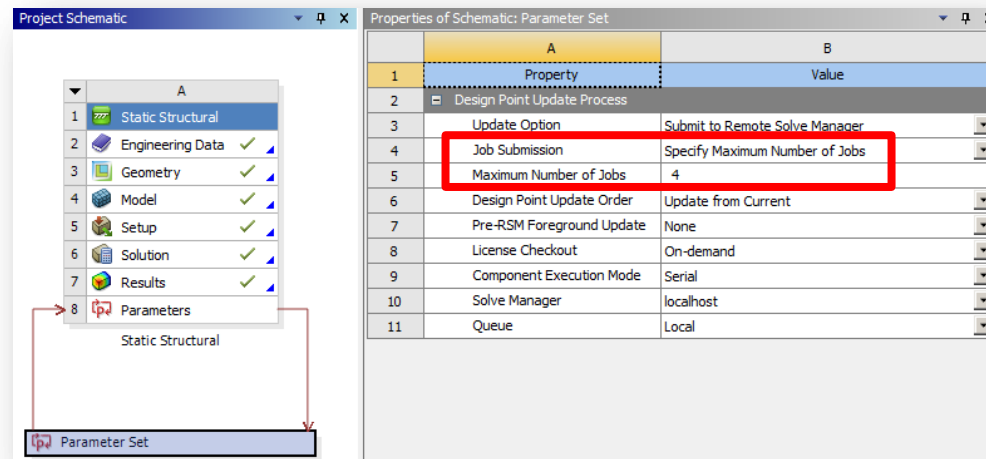 Project Schematic
A
1 Static Structural
2 Engineering Data
3 Geometry
4 Model
5 Setup
6 Solution
7 Results
8 Parameters
Static Structural
Parameter Set
Properties of Schematic: Parameter Set
A B
1 Property Value
2 Design Point Update Process
3 Update Option Submit to Remote Solve Manager
4 Job Submission Specify Maximum Number of Jobs
5 Maximum Number of Jobs 4
6 Design Point Update Order Update from Current
7 Pre-RSM Foreground Update None
8 License Checkout On-demand
9 Component Execution Mode Serial
10 Solve Manager localhost
11 Queue Local